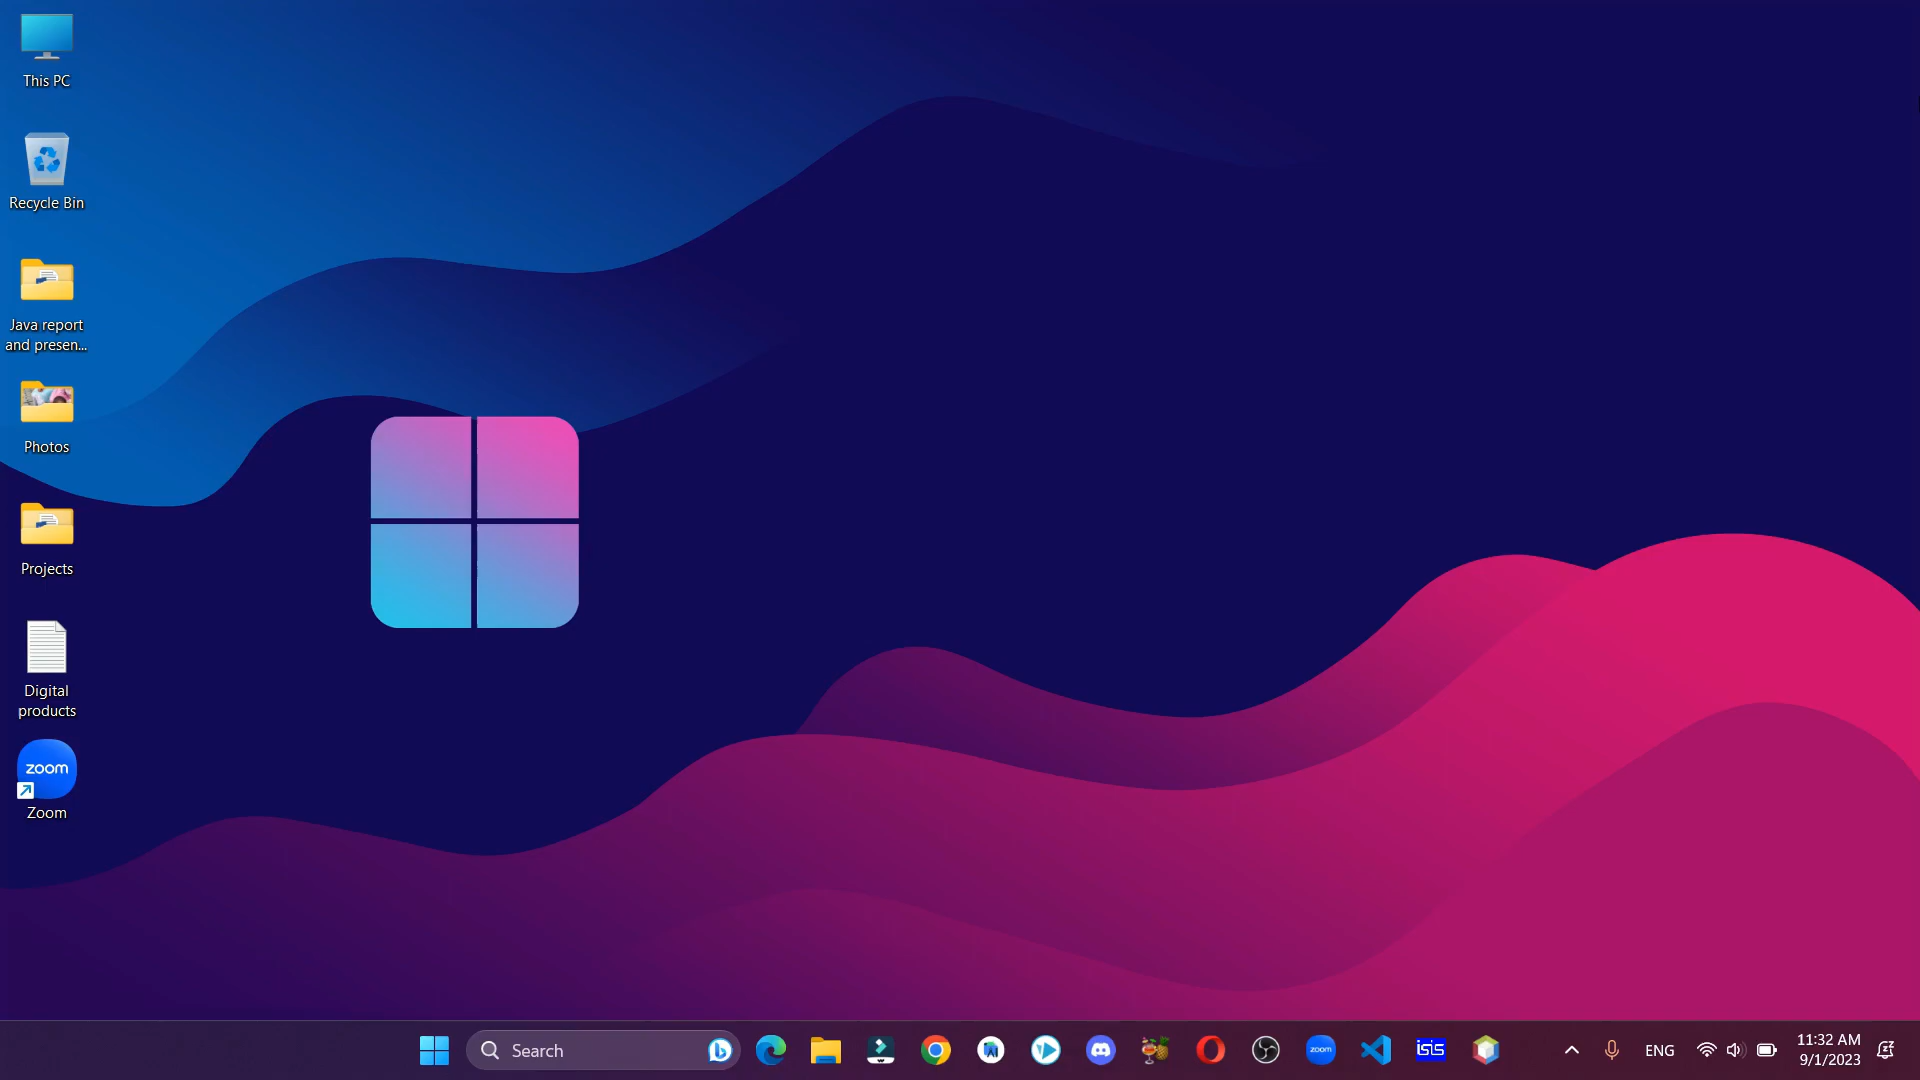 This PC
Recycle Bin
Java report
and presen...
Photos
Projects
Digital
products
zoom
Zoom
Search
zoom
isis
ENG
11:32 AM
9/1/2023